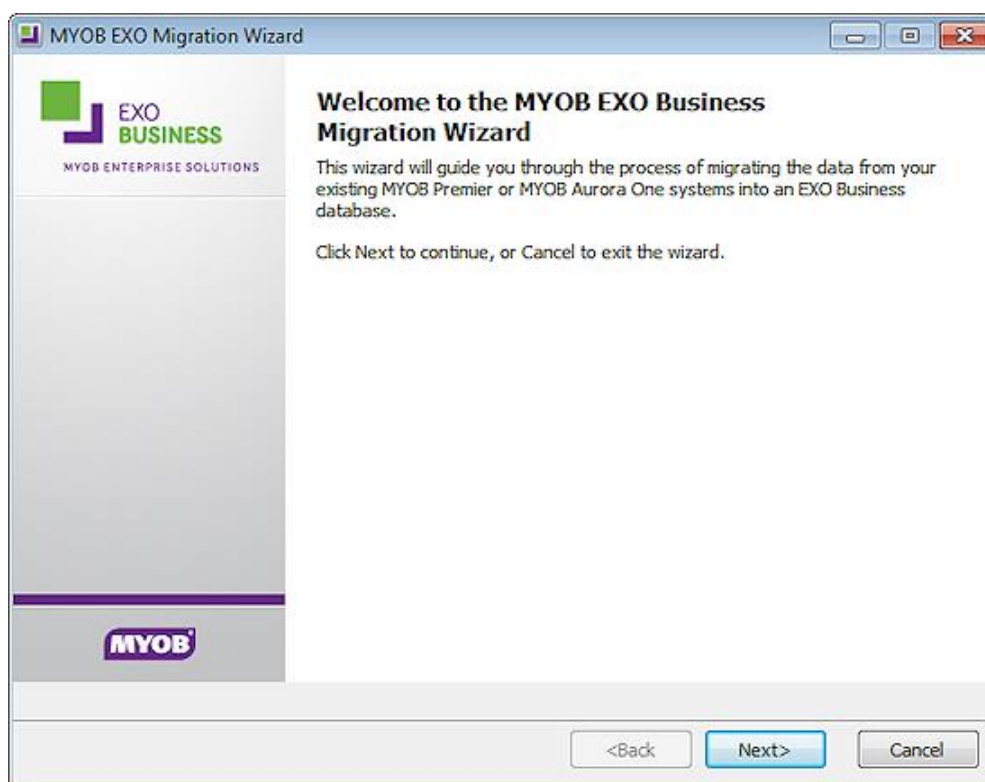 MYOB EXO Migration Wizard
EXO
BUSINESS
MYOB ENTERPRISE SOLUTIONS
Welcome to the MYOB EXO Business
Migration Wizard
This wizard will guide you through the process of migrating the data from your
existing MYOB Premier or MYOB Aurora One systems into an EXO Business
database.
Click Next to continue, or Cancel to exit the wizard.
MYOB
<Back Next> Cancel